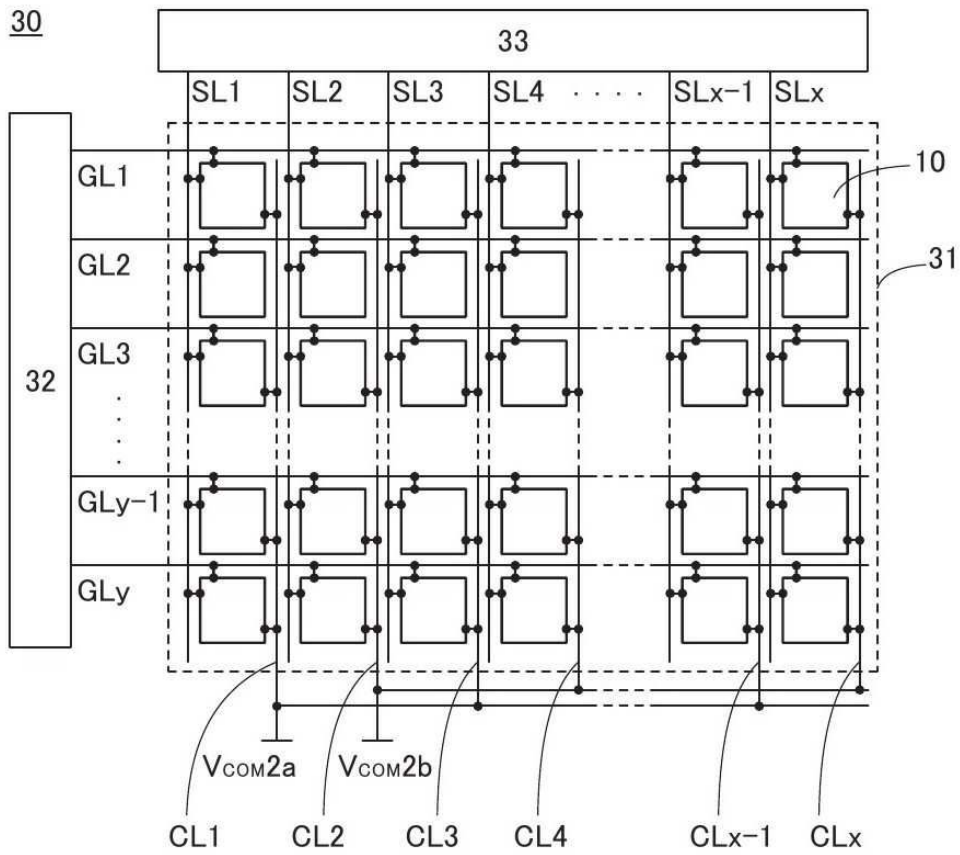 30
33
SL1 SL2 SL3 SL4 ···· SLx-1 SLx
GL1
10
GL2
31
GL3
32
GLy-1
GLy
VCOM2a VCOM2b
CL1 CL2 CL3 CL4 CLx-1 CLx